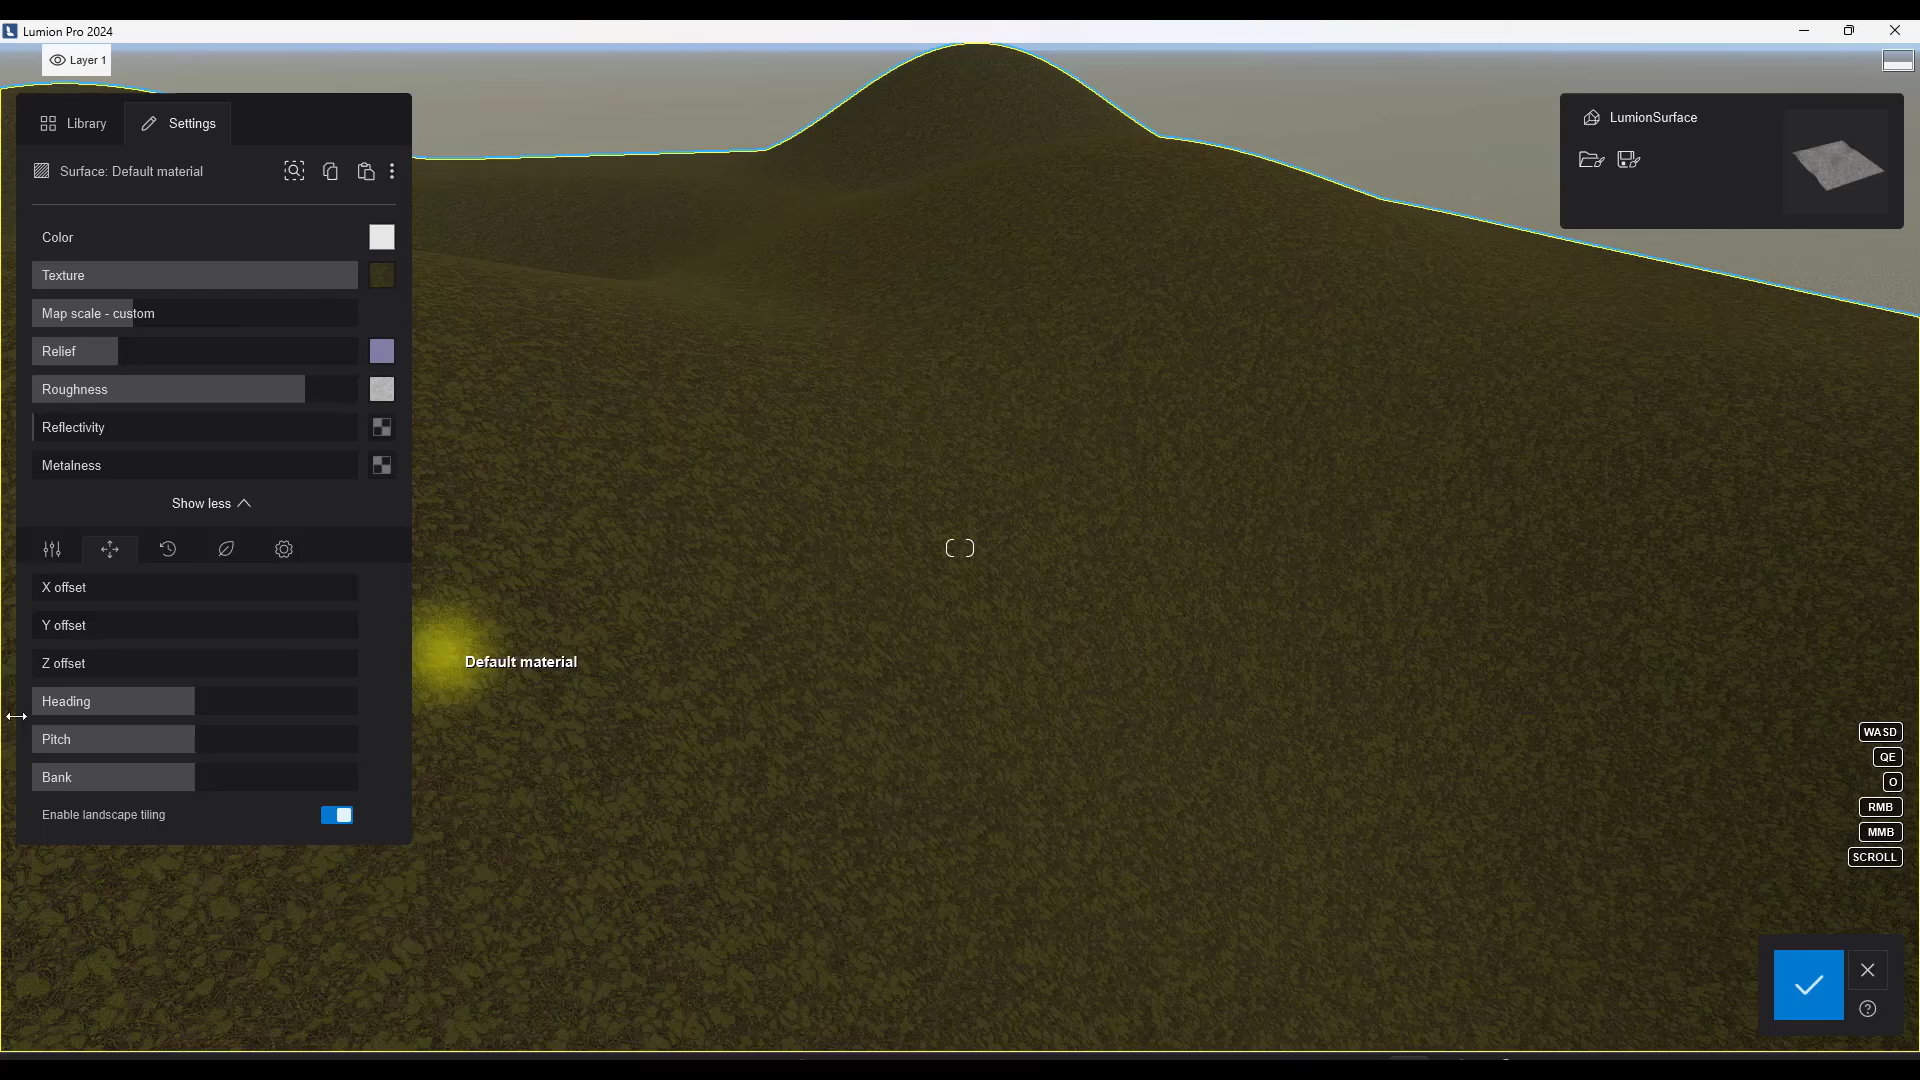 Lumion Pro 2024
Layer 1
Library
Settings
Surface: Default material
Color
Texture
Map scale - custom
Relief
Roughness
Reflectivity
Metalness
Show less
X offset
Y offset
Z offset
Heading
Pitch
Bank
Enable landscape tiling
Default material
LumionSurface
WASD
QE
O
RMB
MMB
SCROLL